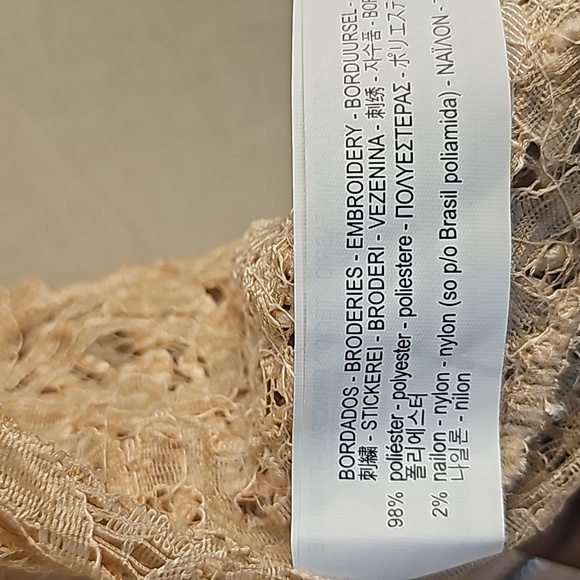 BORDADOS - BRODERIES - EMBROIDERY - BORDUURSEL -
刺繍 - STICKEREI - BRODERI - VEZENINA - 刺绣 - 자수품 - BOR
98% poliéster - polyester - poliestere - ΠΟΛΥΕΣΤΕΡΑΣ - ポリエステ
폴리에스터
2% nailon - nylon - nylon (so p/o Brasil poliamida) - ΝΑΪΛΟΝ -
나일론 - nilon